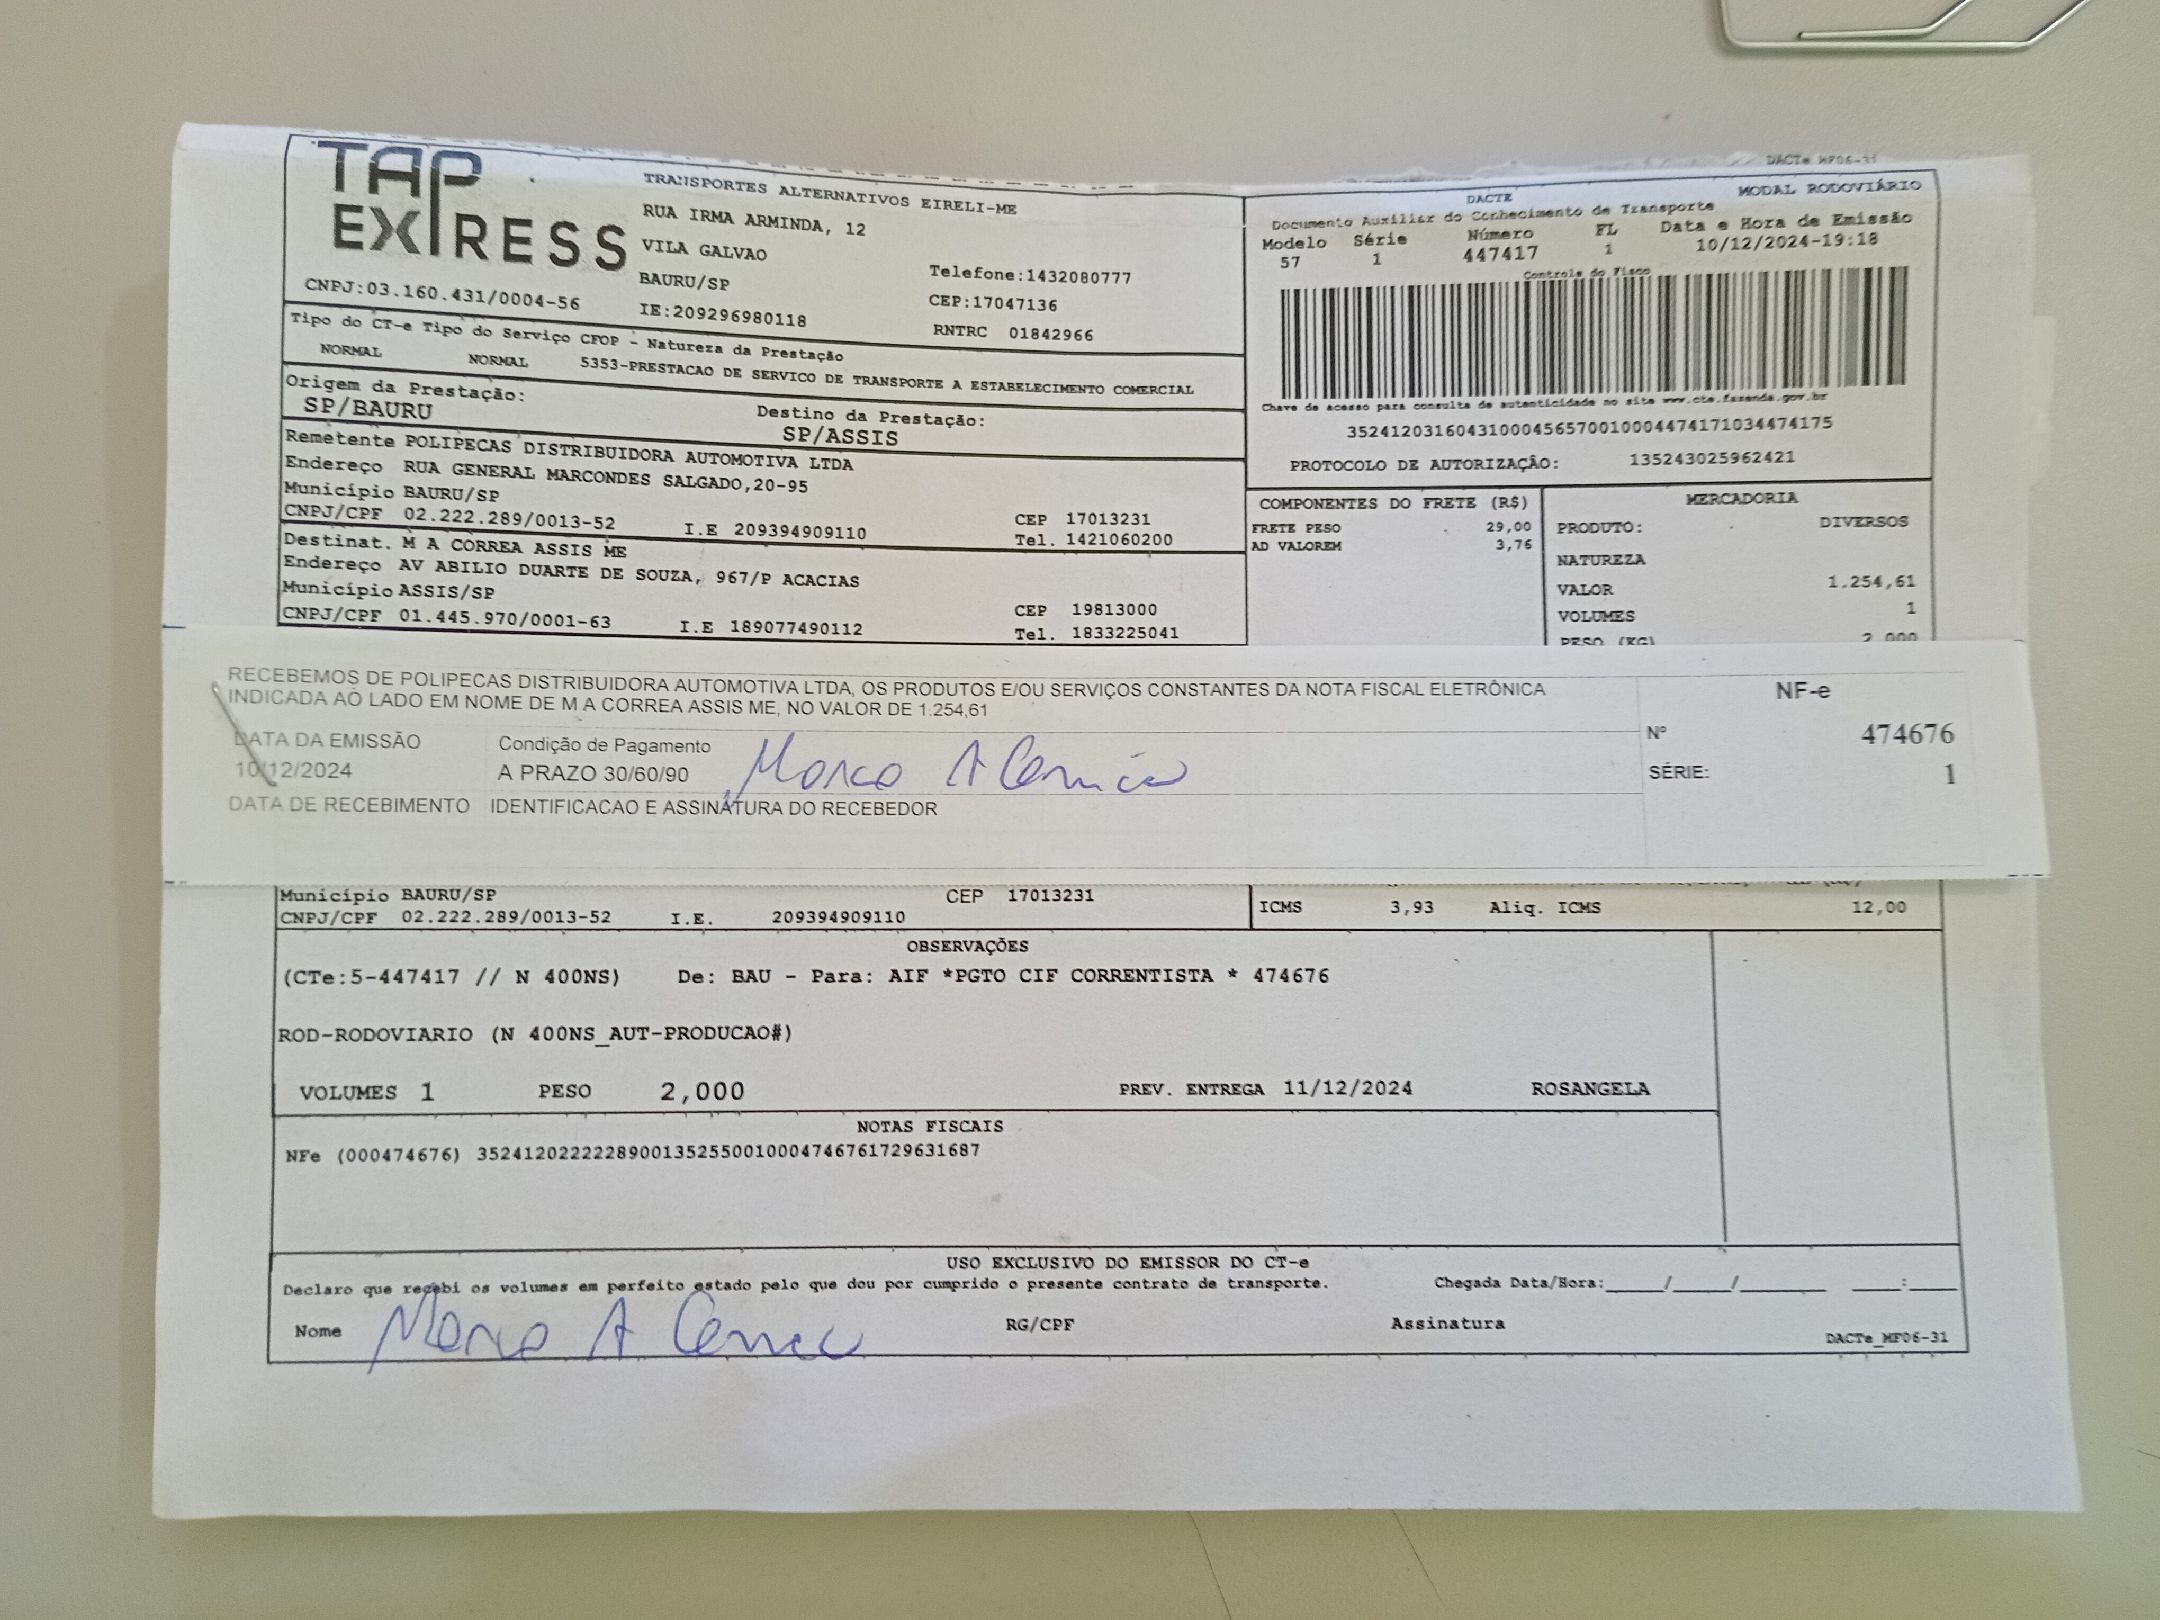 DACTe MF06-31
TAP EXPRESS
TRANSPORTES ALTERNATIVOS EIRELI-ME
RUA IRMA ARMINDA, 12
VILA GALVAO
BAURU/SP Telefone:1432080777
CNPJ:03.160.431/0004-56 IE:209296980118 CEP:17047136
RNTRC 01842966
DACTE MODAL RODOVIÁRIO
Documento Auxiliar do Conhecimento de Transporte
Modelo Série Número FL Data e Hora de Emissão
57 1 447417 1 10/12/2024-19:18
Controle do Fisco
Chave de acesso para consulta de autenticidade no site www.cte.fazenda.gov.br
35241203160431000456570010004474171034474175
PROTOCOLO DE AUTORIZAÇÃO: 135243025962421
Tipo do CT-e Tipo do Serviço CFOP - Natureza da Prestação
NORMAL NORMAL 5353-PRESTACAO DE SERVICO DE TRANSPORTE A ESTABELECIMENTO COMERCIAL
Origem da Prestação: Destino da Prestação:
SP/BAURU SP/ASSIS
Remetente POLIPECAS DISTRIBUIDORA AUTOMOTIVA LTDA
Endereço RUA GENERAL MARCONDES SALGADO,20-95
Município BAURU/SP CEP 17013231
CNPJ/CPF 02.222.289/0013-52 I.E 209394909110 Tel. 1421060200
Destinat. M A CORREA ASSIS ME
Endereço AV ABILIO DUARTE DE SOUZA, 967/P ACACIAS
Município ASSIS/SP CEP 19813000
CNPJ/CPF 01.445.970/0001-63 I.E 189077490112 Tel. 1833225041
COMPONENTES DO FRETE (R$)
FRETE PESO 29,00
AD VALOREM 3,76
MERCADORIA
PRODUTO: DIVERSOS
NATUREZA
VALOR 1.254,61
VOLUMES 1
PESO (KG) 2,000
RECEBEMOS DE POLIPECAS DISTRIBUIDORA AUTOMOTIVA LTDA, OS PRODUTOS E/OU SERVIÇOS CONSTANTES DA NOTA FISCAL ELETRÔNICA
INDICADA AO LADO EM NOME DE M A CORREA ASSIS ME, NO VALOR DE 1.254,61
DATA DA EMISSÃO Condição de Pagamento
10/12/2024 A PRAZO 30/60/90
DATA DE RECEBIMENTO IDENTIFICACAO E ASSINATURA DO RECEBEDOR
NF-e
Nº 474676
SÉRIE: 1
Município BAURU/SP CEP 17013231
CNPJ/CPF 02.222.289/0013-52 I.E. 209394909110
ICMS 3,93 Aliq. ICMS 12,00
OBSERVAÇÕES
(CTe:5-447417 // N 400NS) De: BAU - Para: AIF *PGTO CIF CORRENTISTA * 474676
ROD-RODOVIARIO (N 400NS_AUT-PRODUCAO#)
VOLUMES 1 PESO 2,000 PREV. ENTREGA 11/12/2024 ROSANGELA
NOTAS FISCAIS
NFe (000474676) 35241202222289001352550010004746761729631687
USO EXCLUSIVO DO EMISSOR DO CT-e
Declaro que recebi os volumes em perfeito estado pelo que dou por cumprido o presente contrato de transporte. Chegada Data/Hora:____/____/______ ____:____
Nome RG/CPF Assinatura
DACTe_MF06-31